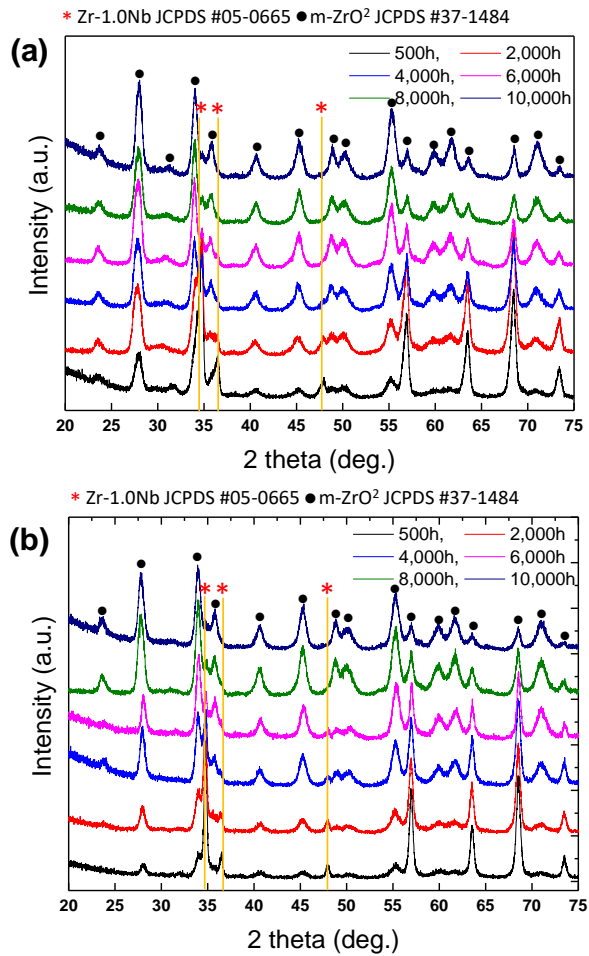 * Zr-1.0Nb JCPDS #05-0665 ● m-ZrO² JCPDS #37-1484
(a)
* * *
500h, 2,000h
4,000h 6,000h
8,000h, 10,000h
Intensity (a.u.)
20 25 30 35 40 45 50 55 60 65 70 75
2 theta (deg.)
* Zr-1.0Nb JCPDS #05-0665 ● m-ZrO² JCPDS #37-1484
(b)
* * *
500h, 2,000h
4,000h 6,000h
8,000h, 10,000h
Intensity (a.u.)
20 25 30 35 40 45 50 55 60 65 70 75
2 theta (deg.)